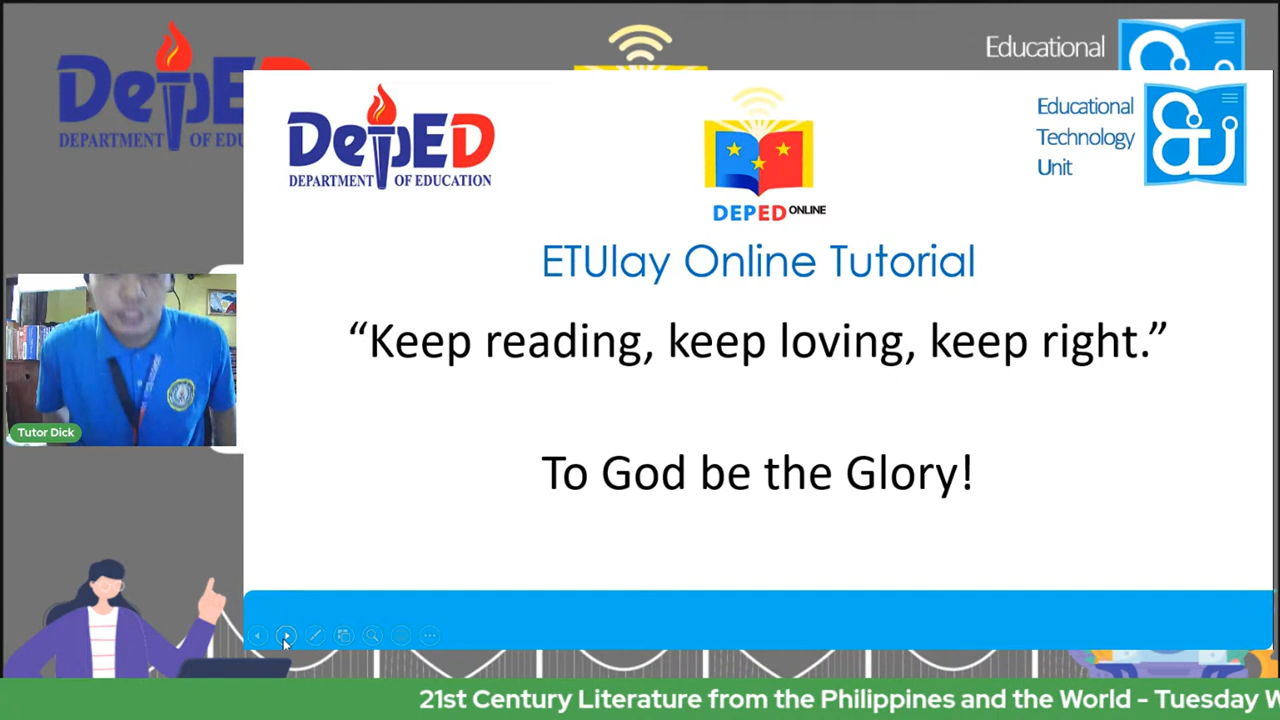 DepED
DEPARTMENT OF EDU
Educational
DepED
DEPARTMENT OF EDUCATION
DEPED ONLINE
Educational
Technology
Unit
ETUlay Online Tutorial
“Keep reading, keep loving, keep right.”
To God be the Glory!
Tutor Dick
21st Century Literature from the Philippines and the World - Tuesday W